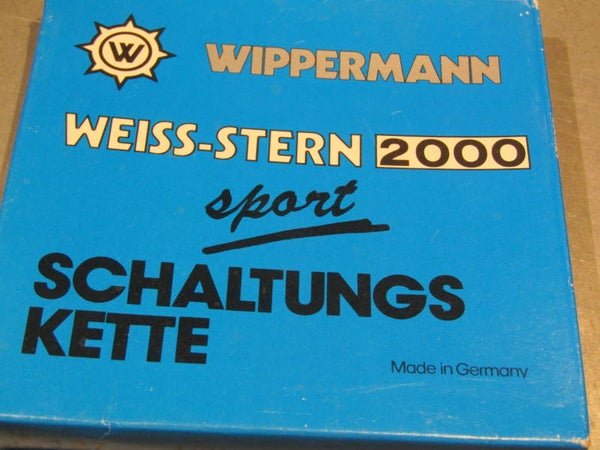 W WIPPERMANN
WEISS-STERN 2000
sport
SCHALTUNGS
KETTE
Made in Germany